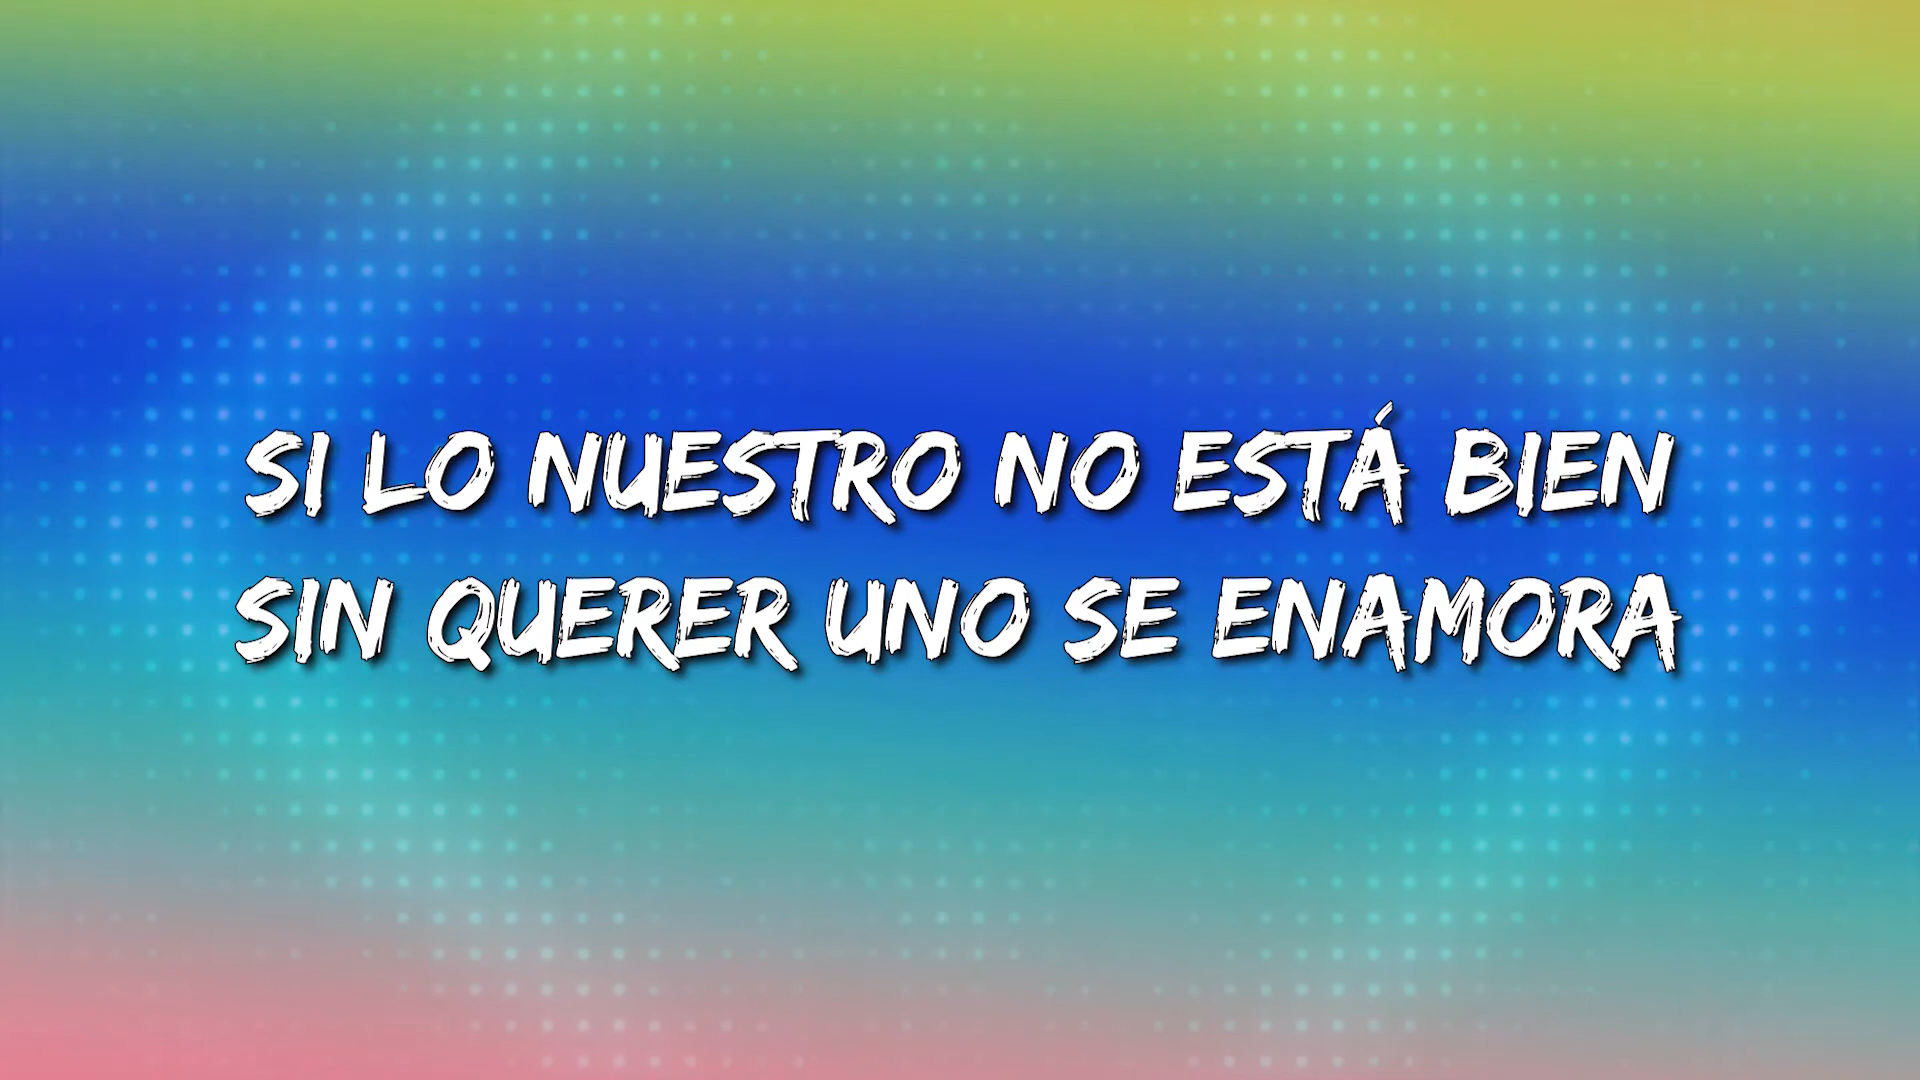 SI LO NUESTRO NO ESTÁ BIEN
SIN QUERER UNO SE ENAMORA